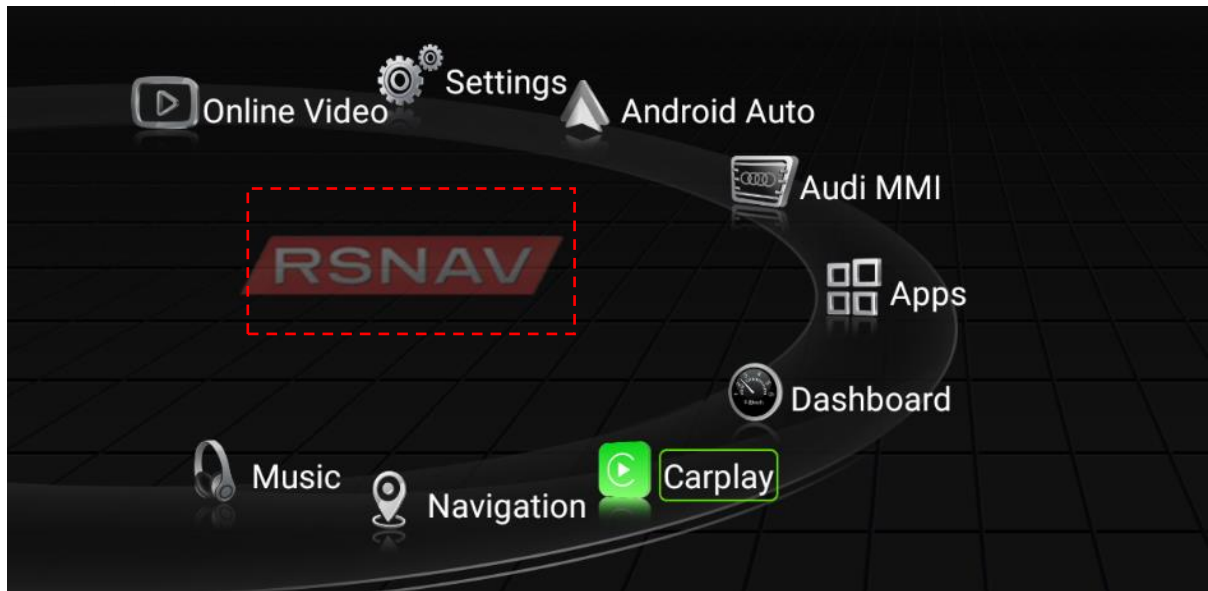 Settings
Online Video
Android Auto
Audi MMI
RSNAV
Apps
Dashboard
Music
Carplay
Navigation